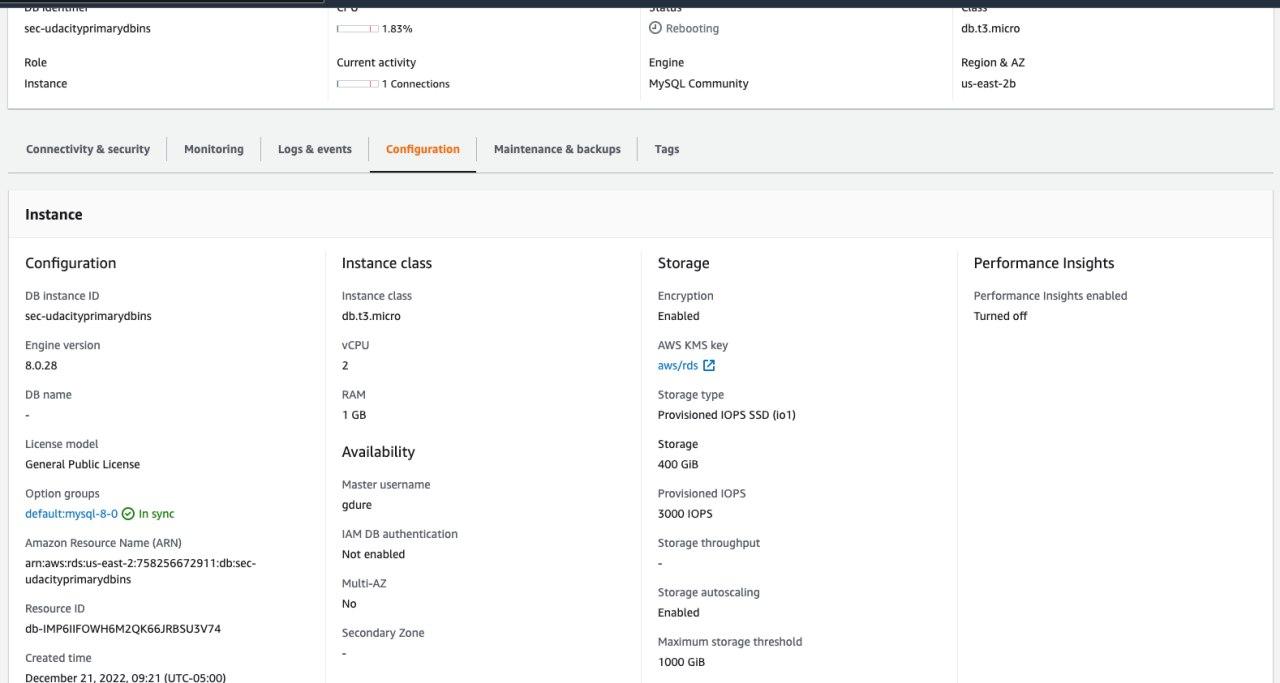 DB identifier
sec-udacityprimarydbins
CPU
1.83%
Status
Rebooting
Class
db.t3.micro
Role
Instance
Current activity
1 Connections
Engine
MySQL Community
Region & AZ
us-east-2b
Connectivity & security
Monitoring
Logs & events
Configuration
Maintenance & backups
Tags
Instance
Configuration
DB instance ID
sec-udacityprimarydbins
Engine version
8.0.28
DB name
-
License model
General Public License
Option groups
default:mysql-8-0 In sync
Amazon Resource Name (ARN)
arn:aws:rds:us-east-2:758256672911:db:sec-
udacityprimarydbins
Resource ID
db-IMP6IIFOWH6M2QK66JRBSU3V74
Created time
December 21, 2022, 09:21 (UTC-05:00)
Instance class
Instance class
db.t3.micro
vCPU
2
RAM
1 GB
Availability
Master username
gdure
IAM DB authentication
Not enabled
Multi-AZ
No
Secondary Zone
-
Storage
Encryption
Enabled
AWS KMS key
aws/rds
Storage type
Provisioned IOPS SSD (io1)
Storage
400 GiB
Provisioned IOPS
3000 IOPS
Storage throughput
-
Storage autoscaling
Enabled
Maximum storage threshold
1000 GiB
Performance Insights
Performance Insights enabled
Turned off